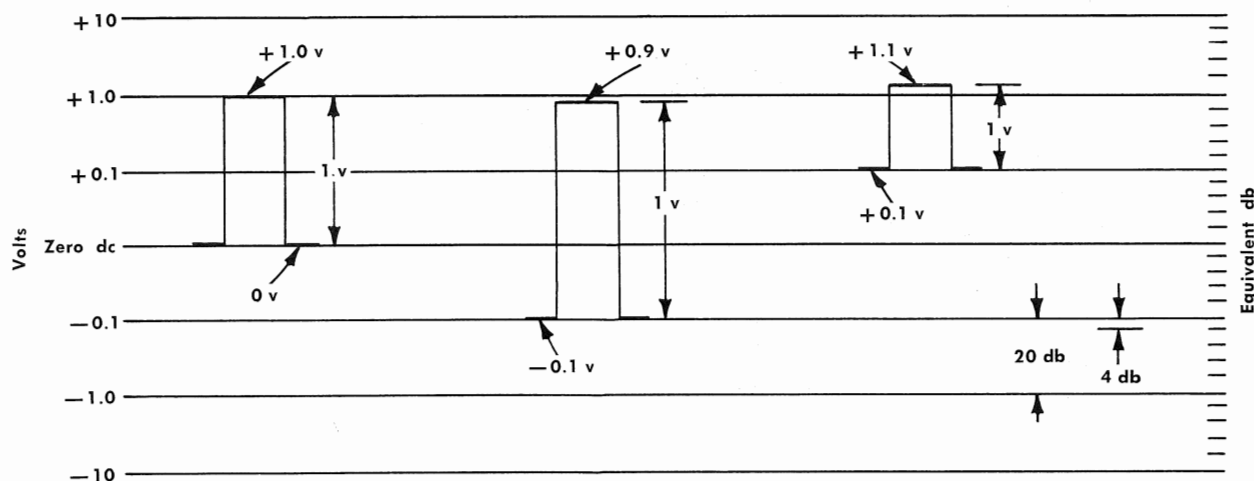 +10
+1.0 v
+0.9 v
+1.1 v
+1.0
1 v
+0.1
1.v
1 v
+0.1 v
Volts
Zero dc
Equivalent db
0 v
—0.1
20 db
—0.1 v
4 db
—1.0
—10